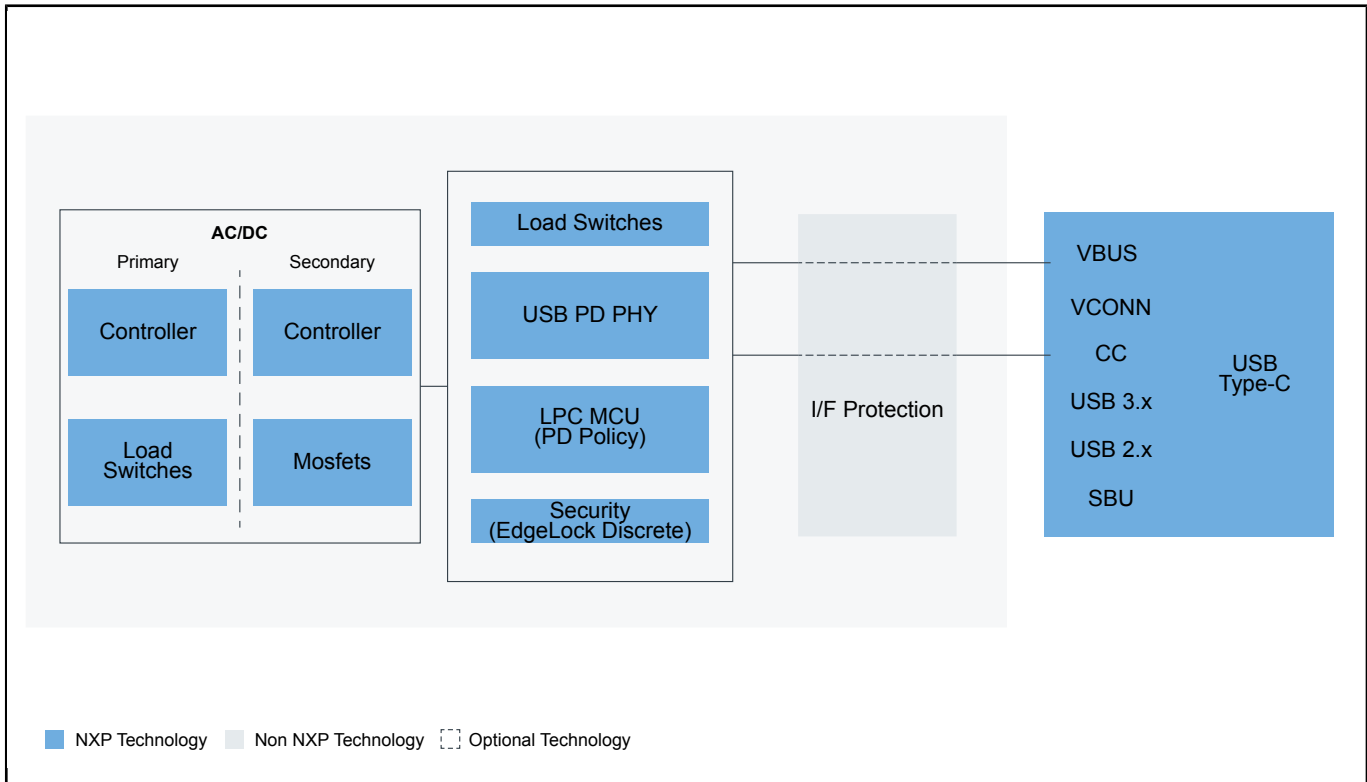 AC/DC
Primary
Secondary
Controller
Controller
Load
Switches
Mosfets
Load Switches
USB PD PHY
LPC MCU
(PD Policy)
Security
(EdgeLock Discrete)
I/F Protection
VBUS
VCONN
CC
USB 3.x
USB 2.x
SBU
USB
Type-C
NXP Technology
Non NXP Technology
Optional Technology